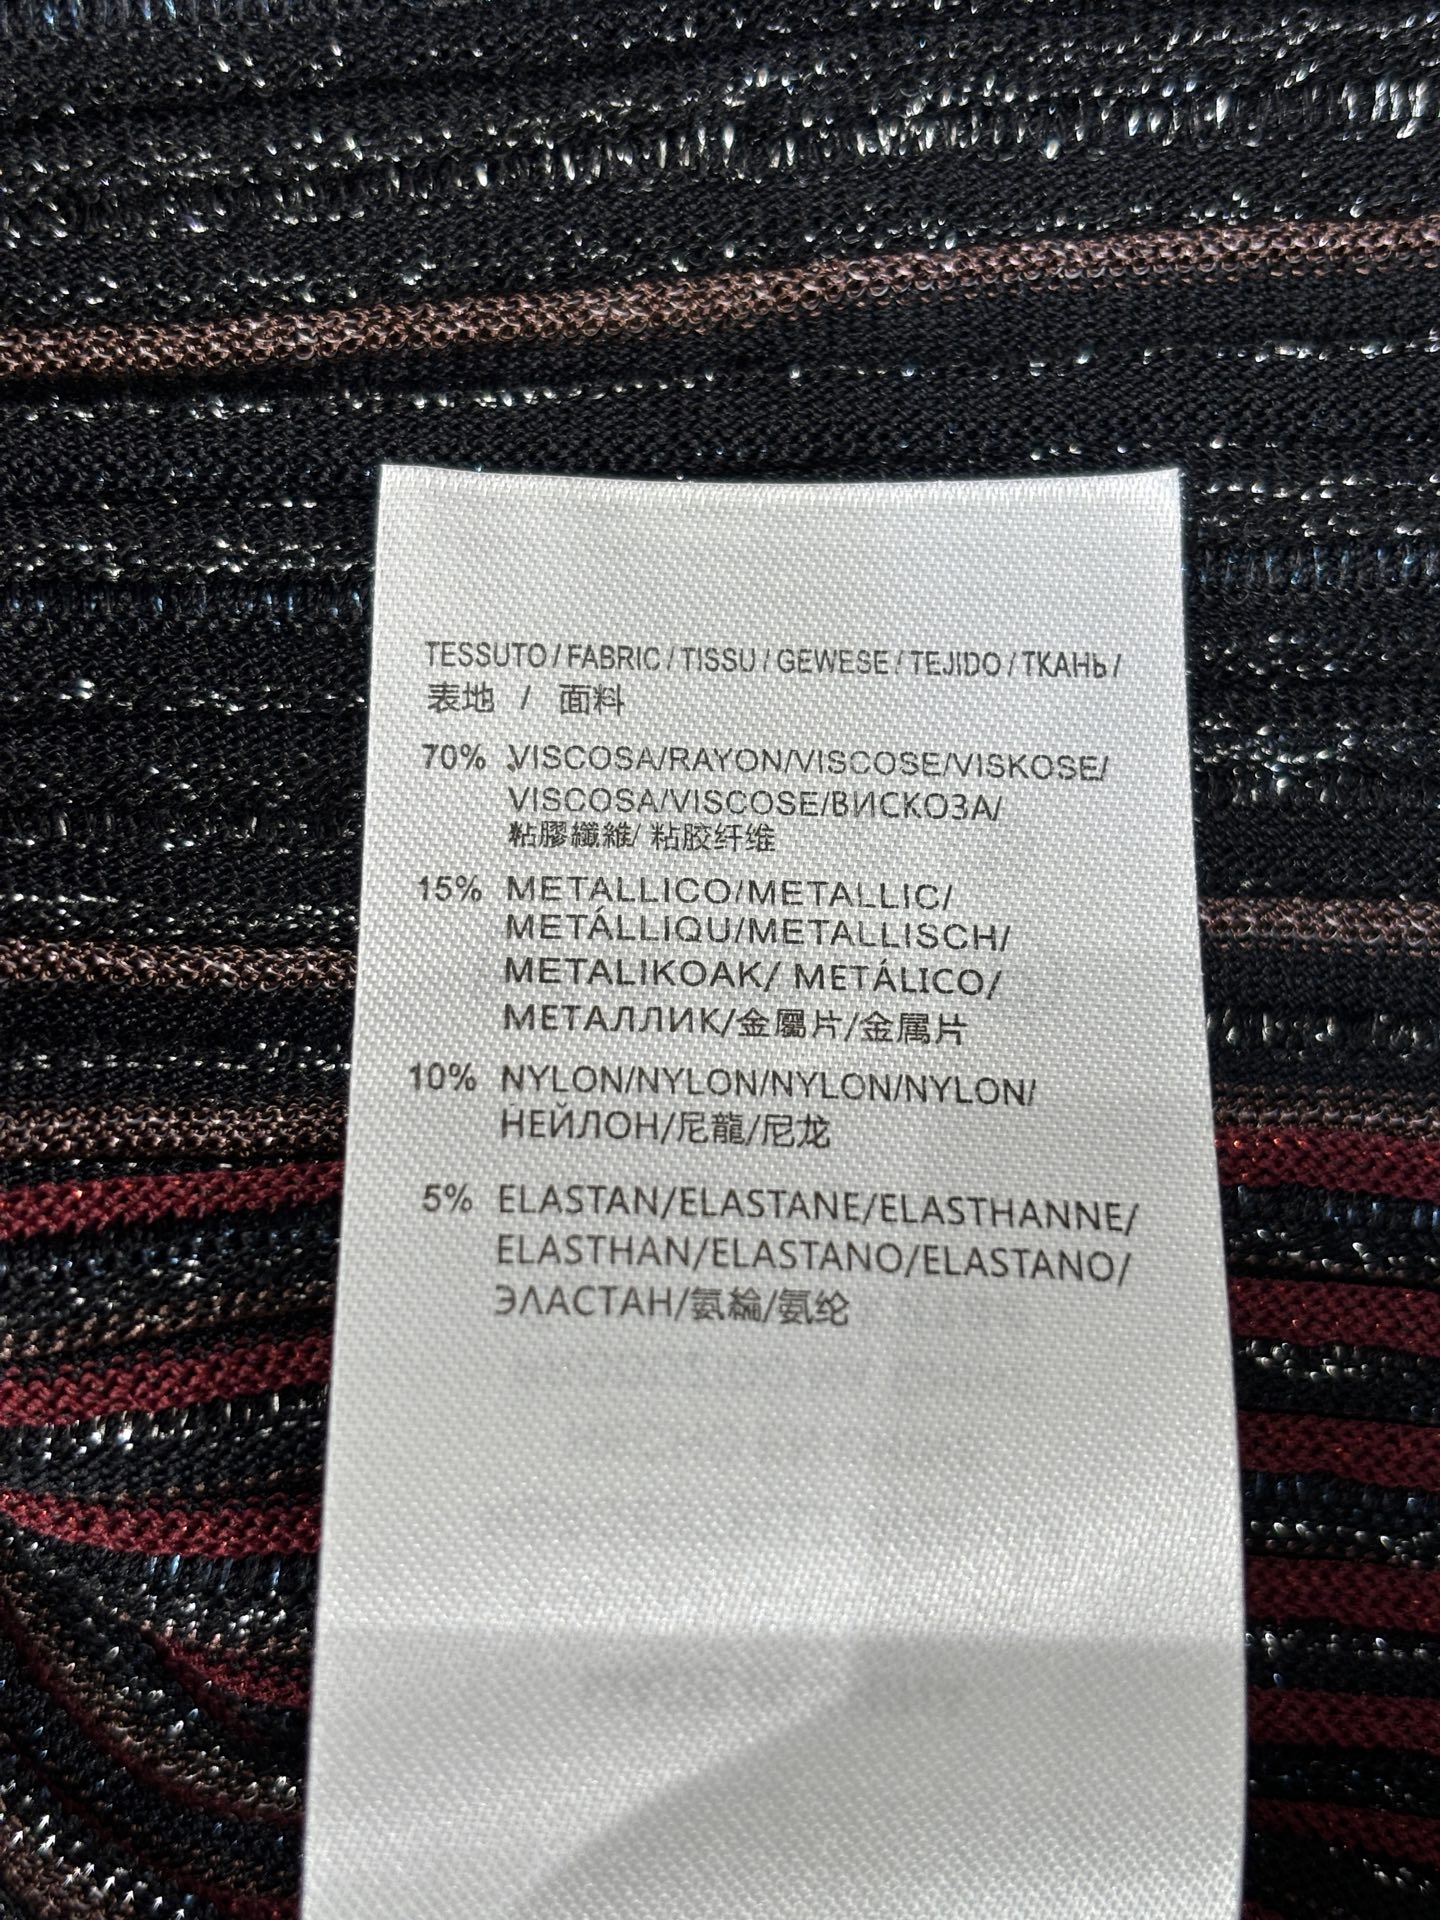 TESSUTO / FABRIC / TISSU / GEWESE / TEJIDO / ТКАНЬ /
表地 / 面料
70% VISCOSA/RAYON/VISCOSE/VISKOSE/
VISCOSA/VISCOSE/ВИСКОЗА/
粘膠纖維/ 粘胶纤维
15% METALLICO/METALLIC/
METÁLLIQU/METALLISCH/
METALIKOAK/ METÁLICO/
МЕТАЛЛИК/金屬片/金属片
10% NYLON/NYLON/NYLON/NYLON/
НЕЙЛОН/尼龍/尼龙
5% ELASTAN/ELASTANE/ELASTHANNE/
ELASTHAN/ELASTANO/ELASTANO/
ЭЛАСТАН/氨綸/氨纶